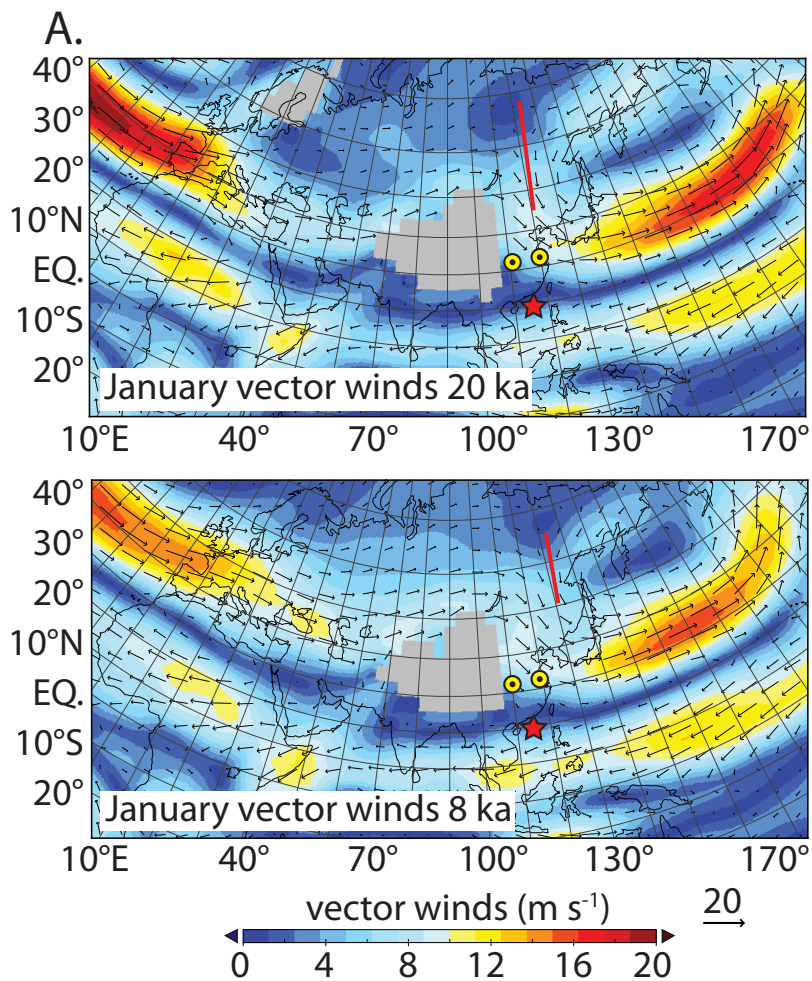 A.
40°
30°
20°
10°N
EQ.
10°S
20°
January vector winds 20 ka
10°E 40° 70° 100° 130° 170°
40°
30°
20°
10°N
EQ.
10°S
20°
January vector winds 8 ka
10°E 40° 70° 100° 130° 170°
vector winds (m s⁻¹) 20
0 4 8 12 16 20